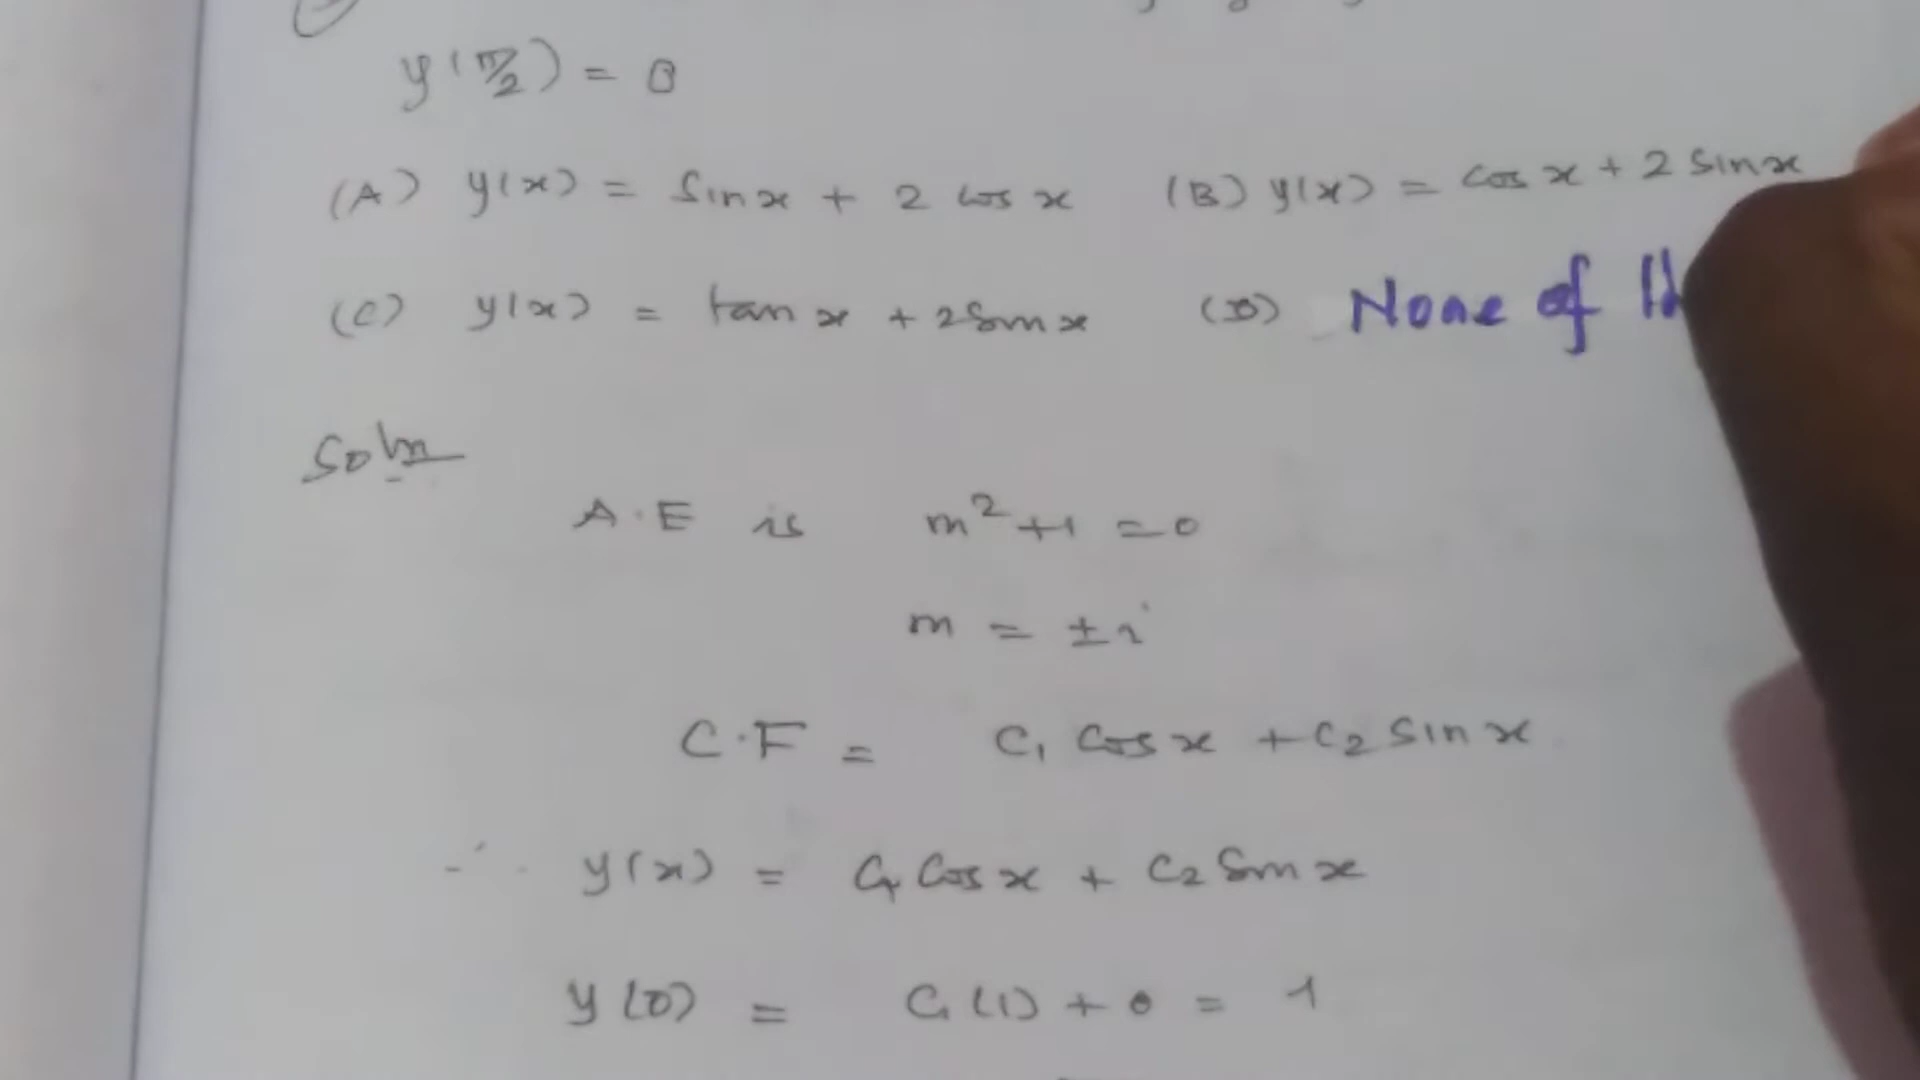 y(π/2) = 0
(A) y(x) = Sinx + 2 cos x (B) y(x) = cos x + 2 Sinx
(C) y(x) = tan x + 2 Sin x (D) None of
Soln
A.E is m² + 1 = 0
m = ± i
C.F = C₁ Cos x + C₂ Sin x
∴ y(x) = C₁ Cos x + C₂ Sin x
y(0) = C₁(1) + 0 = 1